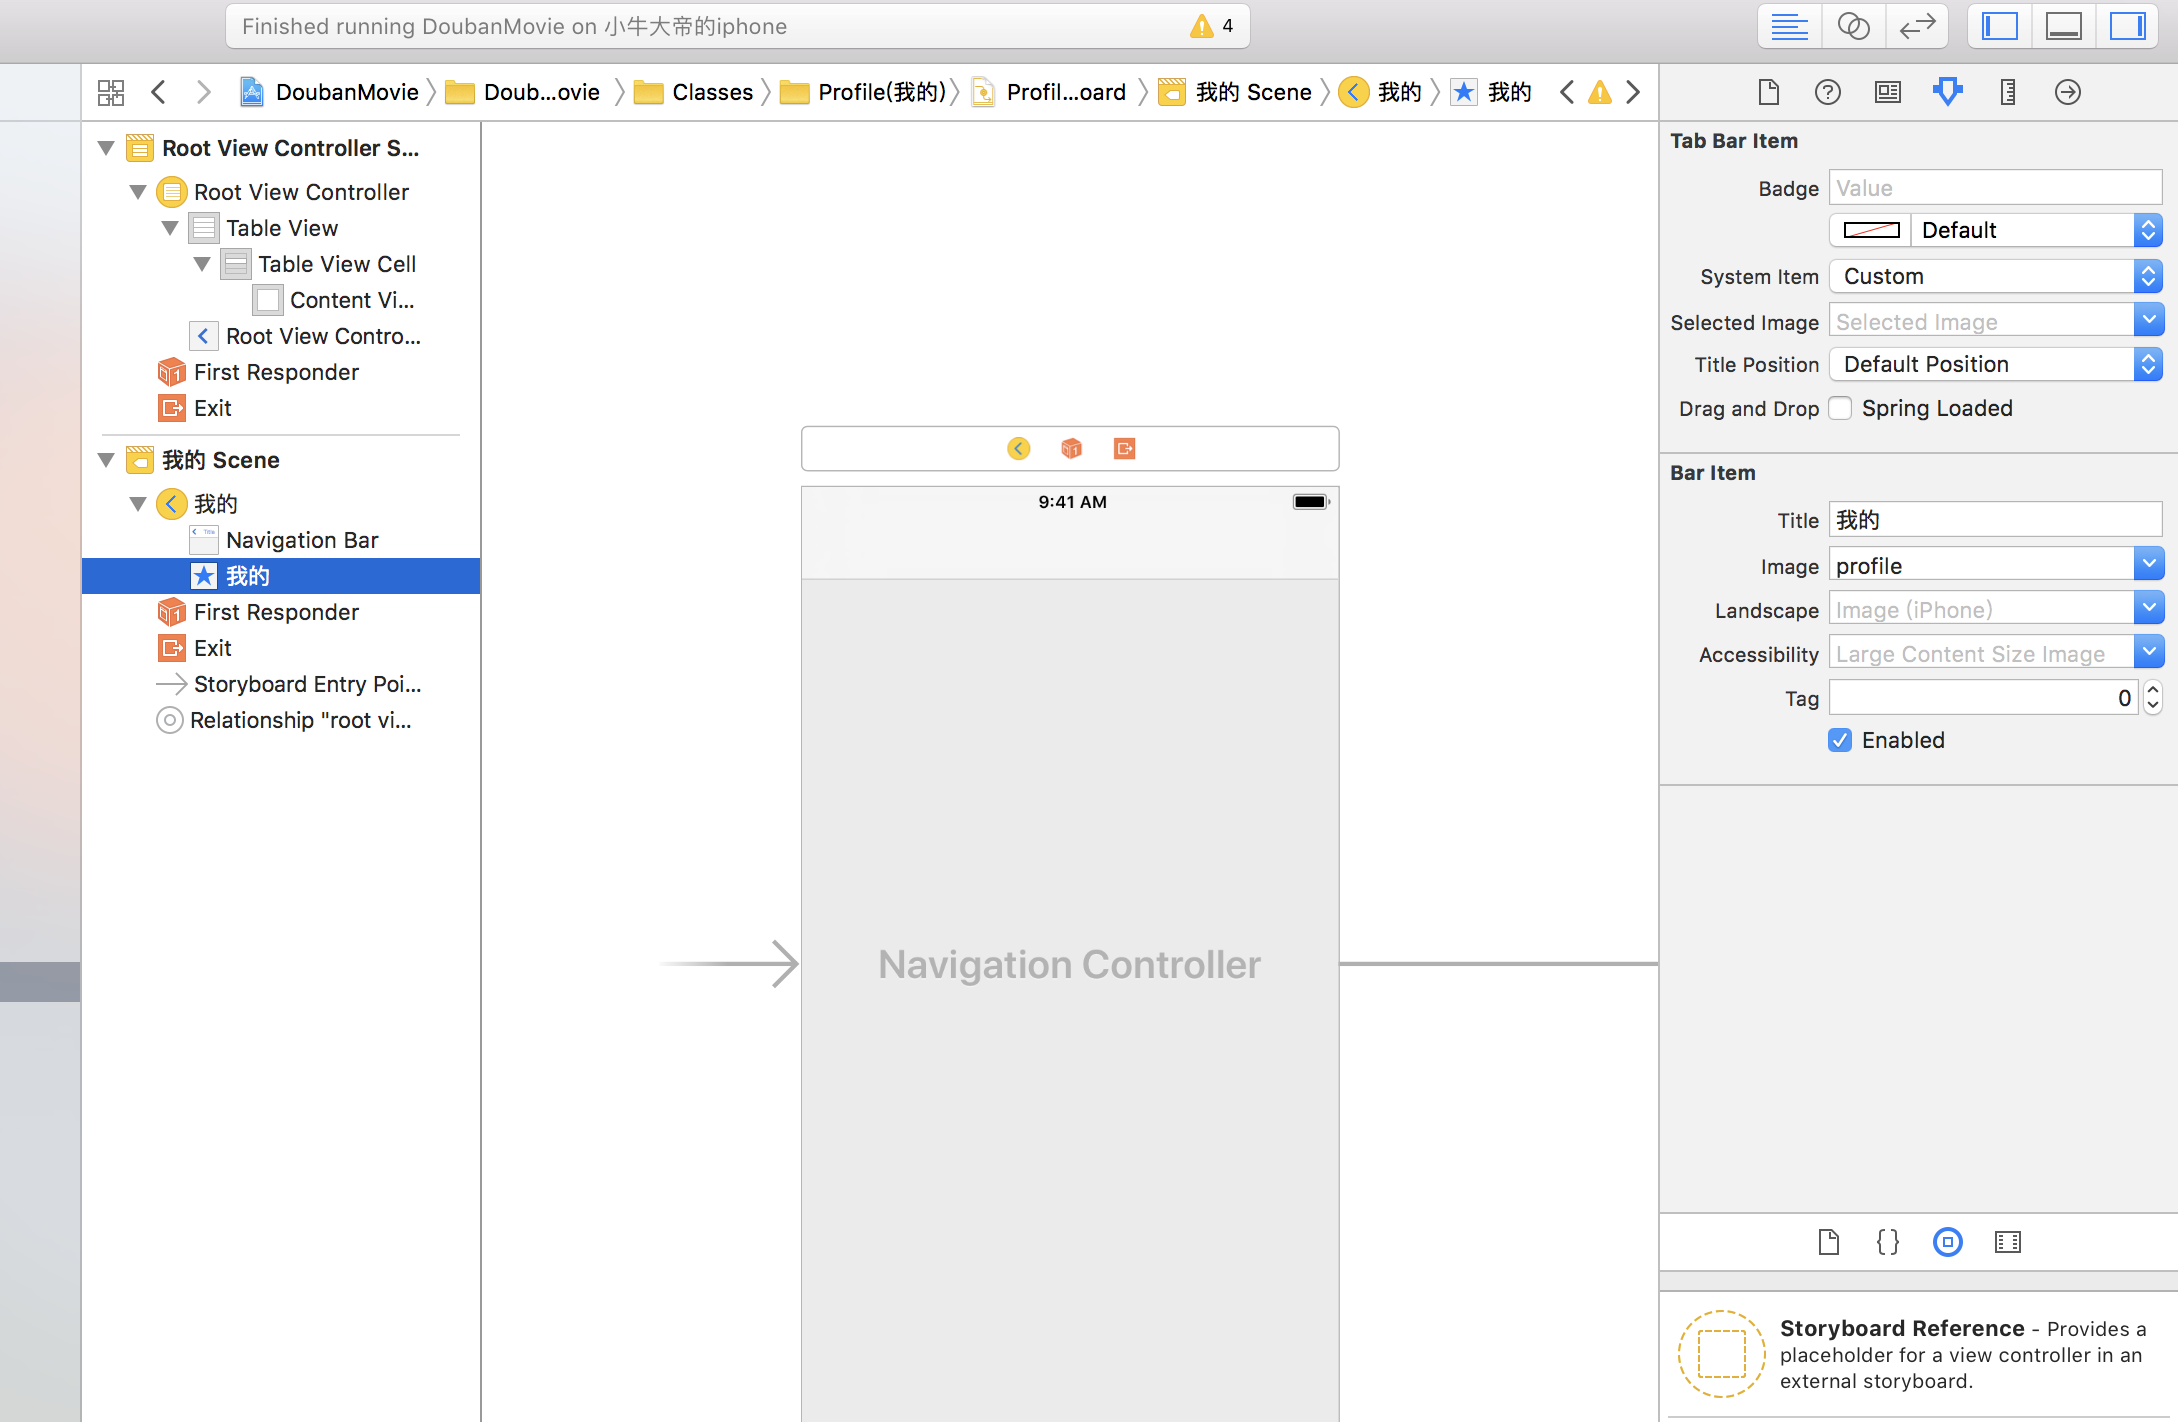 Finished running DoubanMovie on 小牛大帝的iphone
4
DoubanMovie
Doub...ovie
Classes
Profile(我的)
Profil...oard
我的 Scene
我的
我的
Root View Controller S...
Root View Controller
Table View
Table View Cell
Content Vi...
Root View Contro...
First Responder
Exit
我的 Scene
我的
Navigation Bar
我的
First Responder
Exit
Storyboard Entry Poi...
Relationship "root vi...
9:41 AM
Navigation Controller
Tab Bar Item
Badge Value
Default
System Item Custom
Selected Image Selected Image
Title Position Default Position
Drag and Drop Spring Loaded
Bar Item
Title 我的
Image profile
Landscape Image (iPhone)
Accessibility Large Content Size Image
Tag 0
Enabled
Storyboard Reference - Provides a
placeholder for a view controller in an
external storyboard.